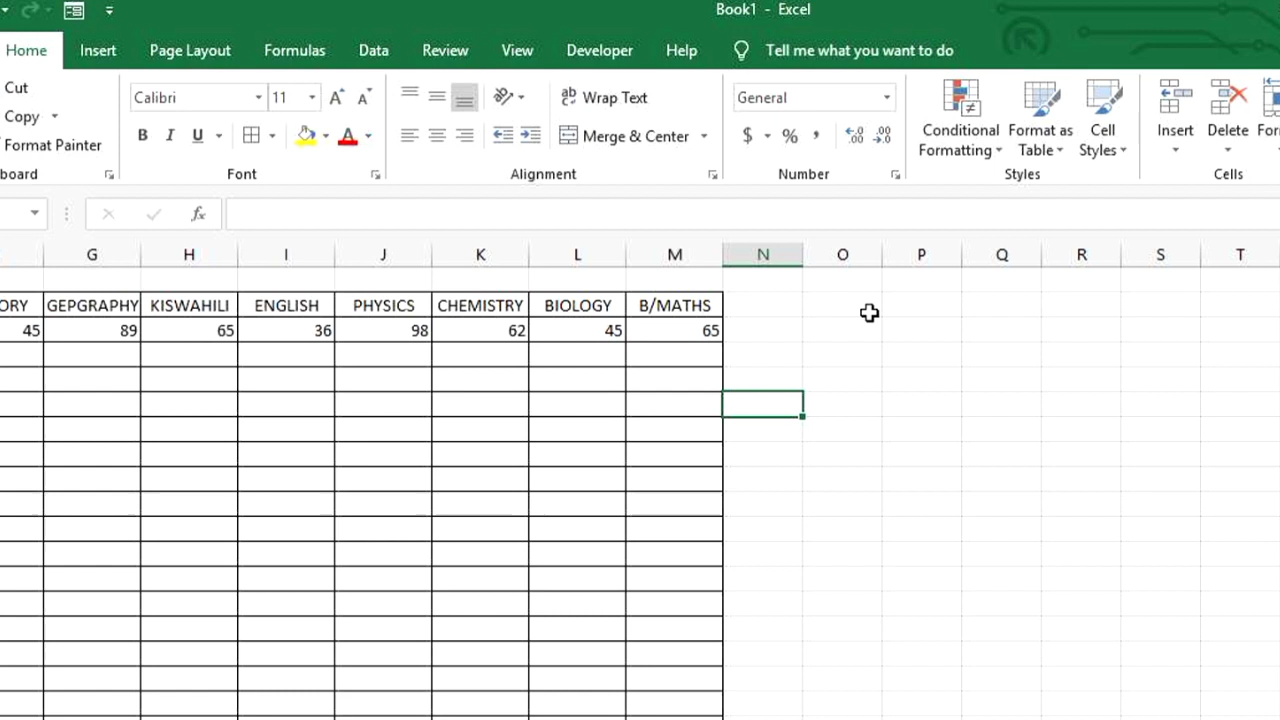 Book1 - Excel
Home Insert Page Layout Formulas Data Review View Developer Help Tell me what you want to do
Cut
Copy
Format Painter
board
Calibri 11
B I U A
Font
ab Wrap Text
Merge & Center
Alignment
General
$ % ,
Number
Conditional Formatting
Format as Table
Cell Styles
Styles
Insert Delete For
Cells
fx
G H I J K L M N O P Q R S T
ORY GEPGRAPHY KISWAHILI ENGLISH PHYSICS CHEMISTRY BIOLOGY B/MATHS
45 89 65 36 98 62 45 65